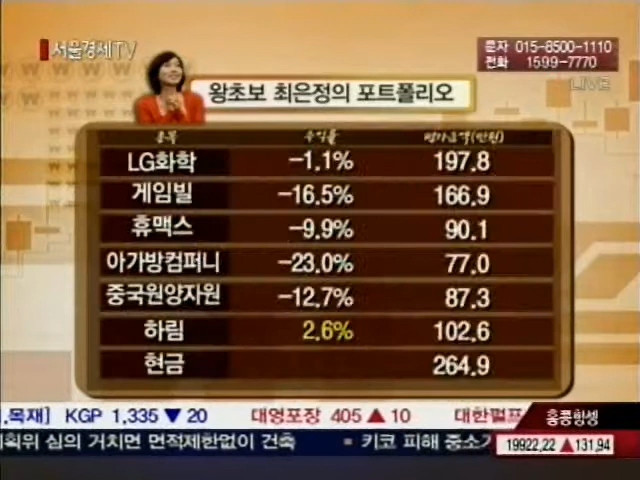 서울경제TV
문자 015-8500-1110
전화 1599-7770
LIVE
왕초보 최은정의 포트폴리오
종목 수익률 평가금액(만원)
LG화학 -1.1% 197.8
게임빌 -16.5% 166.9
휴맥스 -9.9% 90.1
아가방컴퍼니 -23.0% 77.0
중국원양자원 -12.7% 87.3
하림 2.6% 102.6
현금 264.9
목재] KGP 1,335 ▼ 20 대영포장 405 ▲ 10 대한펄프
홍콩항셍
획위 심의 거치면 면적제한없이 건축 ▪ 키코 피해 중소기
19922.22 ▲131.94